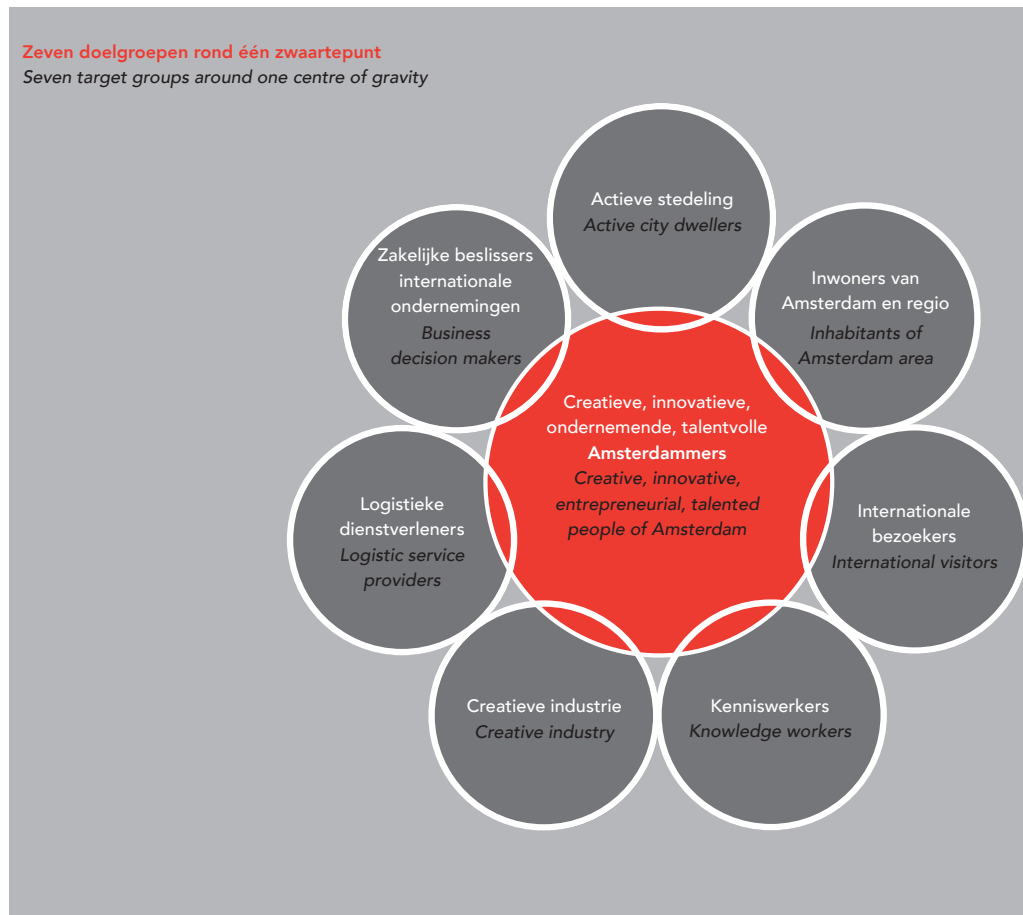 Zeven doelgroepen rond één zwaartepunt
Seven target groups around one centre of gravity
Actieve stedeling
Active city dwellers
Zakelijke beslissers
internationale
ondernemingen
Business
decision makers
Inwoners van
Amsterdam en regio
Inhabitants of
Amsterdam area
Creatieve, innovatieve,
ondernemende, talentvolle
Amsterdammers
Creative, innovative,
entrepreneurial, talented
people of Amsterdam
Logistieke
dienstverleners
Logistic service
providers
Internationale
bezoekers
International visitors
Creatieve industrie
Creative industry
Kenniswerkers
Knowledge workers